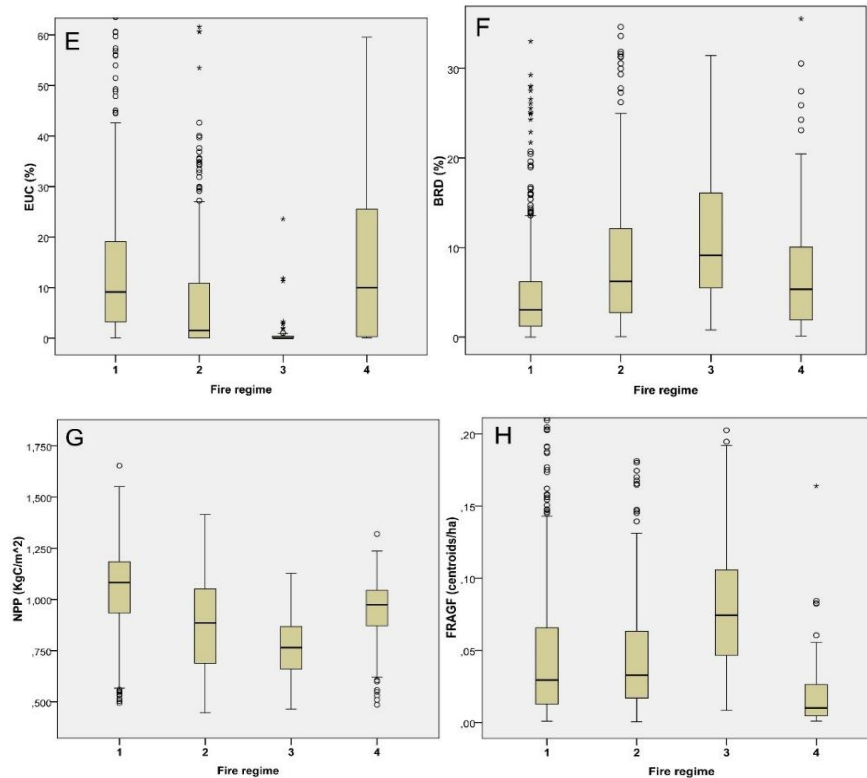 E
60
50
40
30
20
10
0
EUC (%)
1 2 3 4
Fire regime
F
30
20
10
0
BRD (%)
1 2 3 4
Fire regime
G
1,750
1,500
1,250
1,000
,750
,500
NPP (KgC/m^2)
1 2 3 4
Fire regime
H
,20
,15
,10
,05
,00
FRAGF (centroids/ha)
1 2 3 4
Fire regime